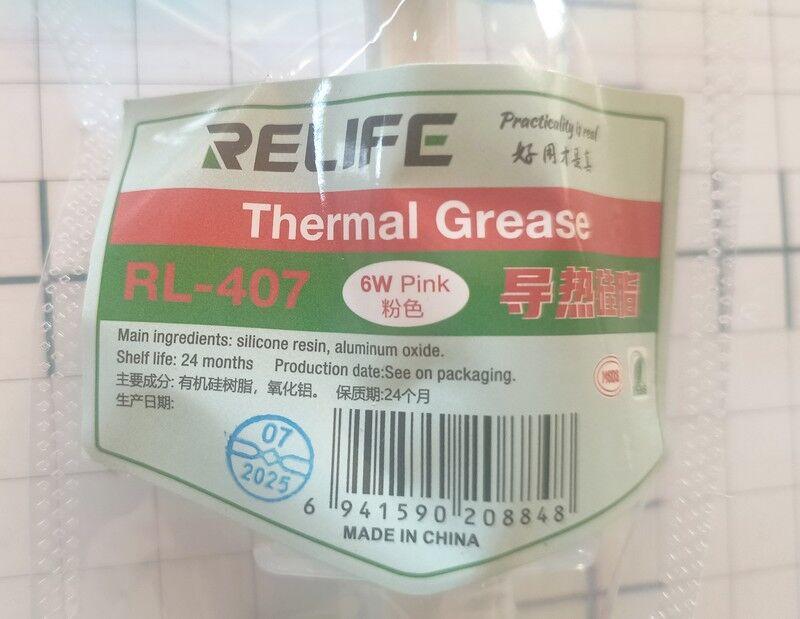 RELIFE
Practicality is real
好用才是真
Thermal Grease
RL-407
6W Pink
粉色
导热硅脂
Main ingredients: silicone resin, aluminum oxide.
Shelf life: 24 months Production date:See on packaging.
主要成分: 有机硅树脂，氧化铝。 保质期:24个月
生产日期:
MSDS
07
2025
6 941590 208848
MADE IN CHINA